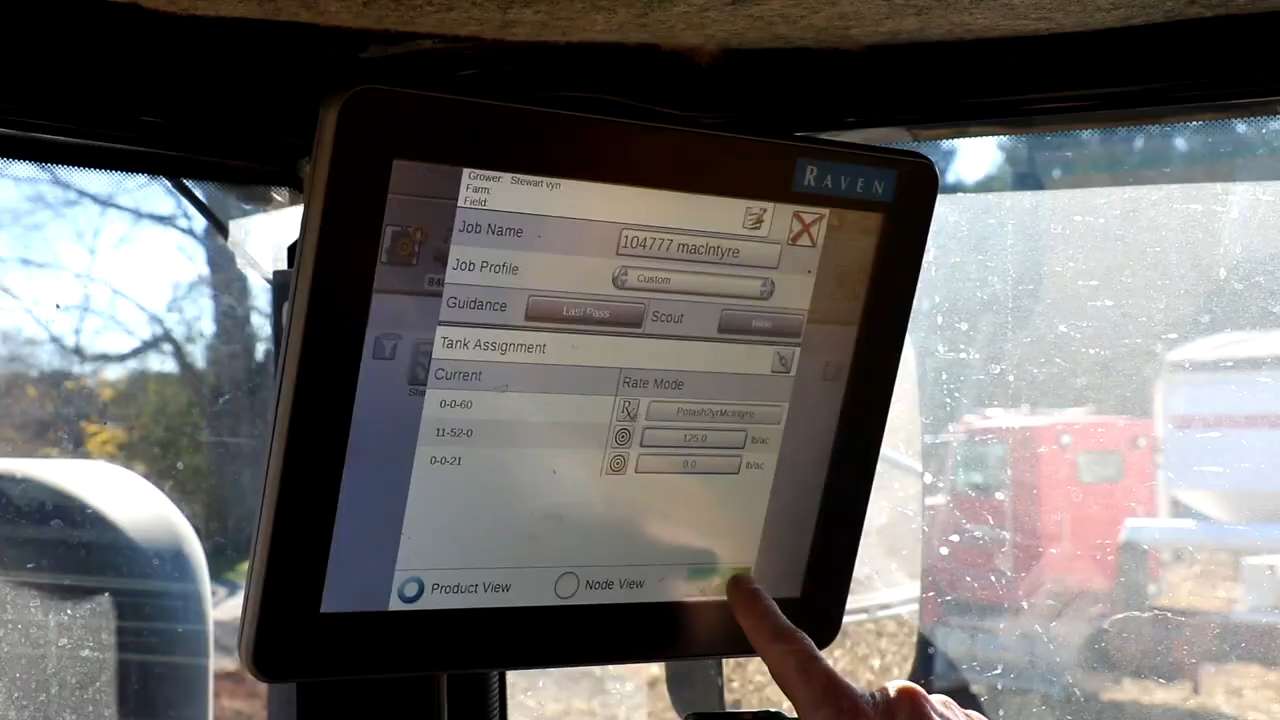 RAVEN
Grower: Stewart vyn
Farm:
Field:
Job Name 104777 macIntyre
Job Profile Custom
Guidance Last Pass Scout None
Tank Assignment
Current Rate Mode
0-0-60 Rx Potash2yrMcIntyre
11-52-0 125.0 lb/ac
0-0-21 0.0 lb/ac
Product View Node View